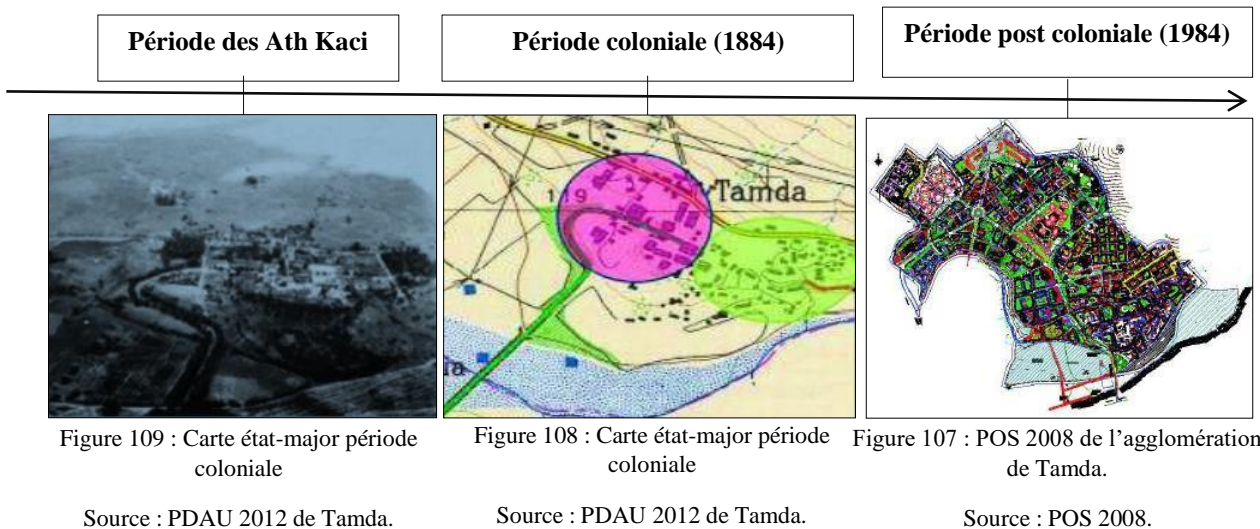 Période des Ath Kaci
Période coloniale (1884)
Période post coloniale (1984)
119
Tamda
Figure 109 : Carte état-major période
coloniale
Source : PDAU 2012 de Tamda.
Figure 108 : Carte état-major période
coloniale
Source : PDAU 2012 de Tamda.
Figure 107 : POS 2008 de l’agglomération
de Tamda.
Source : POS 2008.